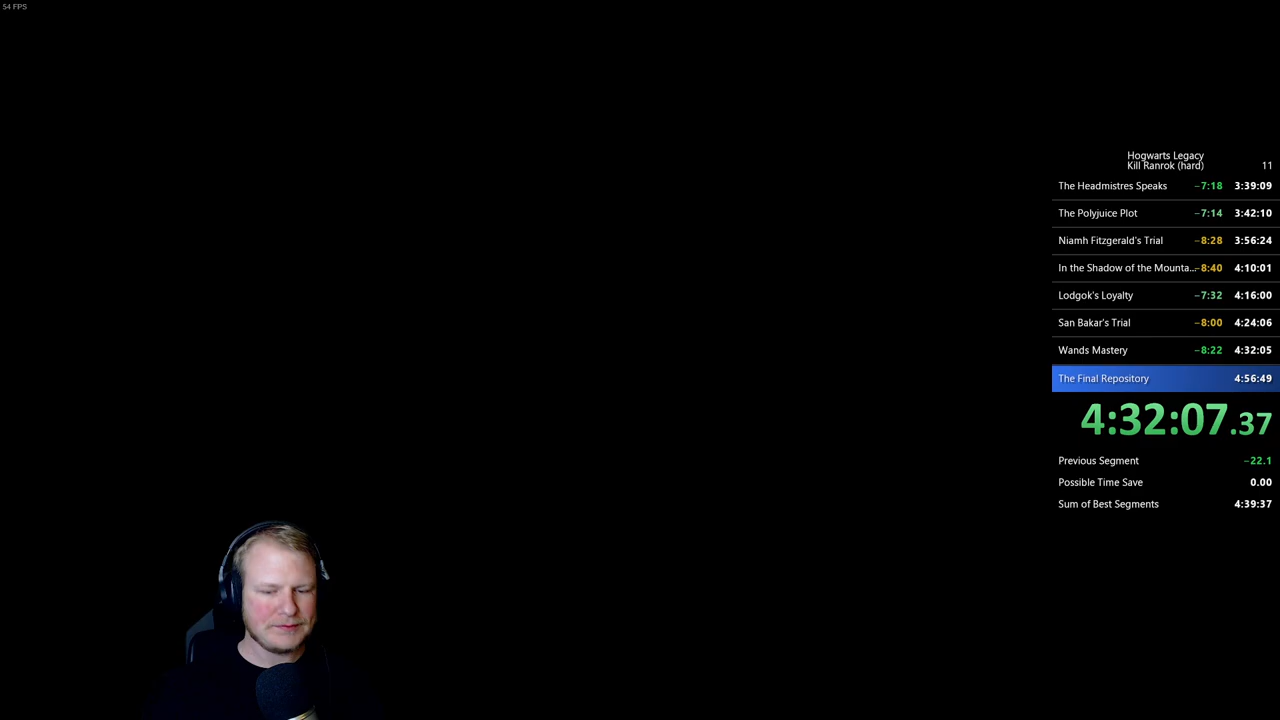 54 FPS
Hogwarts Legacy
Kill Ranrok (hard) 11
The Headmistres Speaks −7:18 3:39:09
The Polyjuice Plot −7:14 3:42:10
Niamh Fitzgerald's Trial −8:28 3:56:24
In the Shadow of the Mounta... −8:40 4:10:01
Lodgok's Loyalty −7:32 4:16:00
San Bakar's Trial −8:00 4:24:06
Wands Mastery −8:22 4:32:05
The Final Repository 4:56:49
4:32:07.37
Previous Segment −22.1
Possible Time Save 0.00
Sum of Best Segments 4:39:37